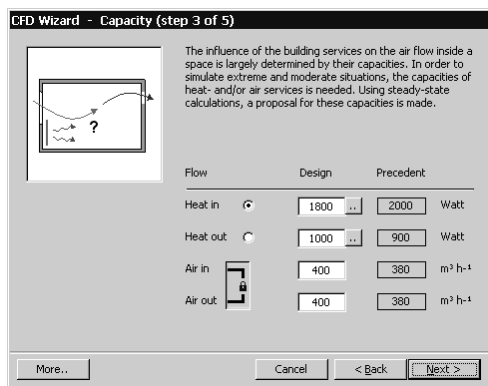 CFD Wizard - Capacity (step 3 of 5)
The influence of the building services on the air flow inside a
space is largely determined by their capacities. In order to
simulate extreme and moderate situations, the capacities of
heat- and/or air services is needed. Using steady-state
calculations, a proposal for these capacities is made.
?
Flow Design Precedent
Heat in 1800 .. 2000 Watt
Heat out 1000 .. 900 Watt
Air in 400 380 m³ h-¹
Air out 400 380 m³ h-¹
More.. Cancel < Back Next >